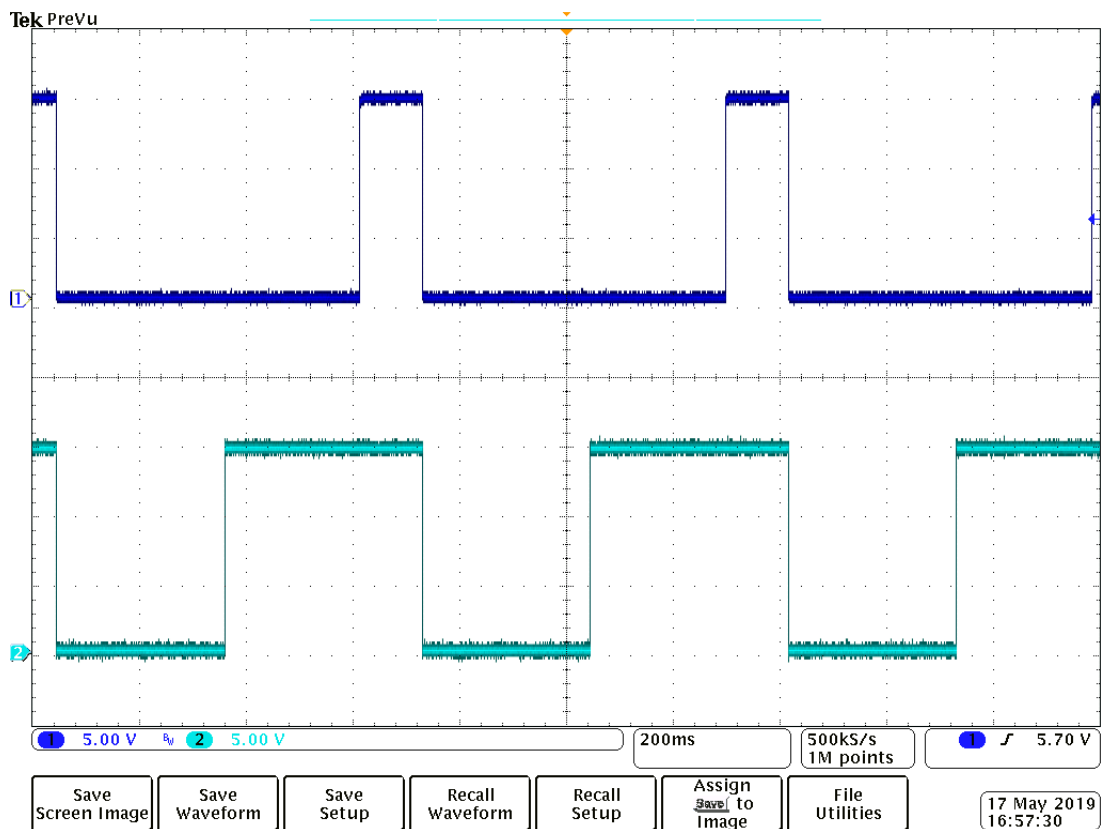 Tek PreVu
1
2
1 5.00 V BW 2 5.00 V
200ms
500kS/s
1M points
1 5.70 V
Save
Screen Image
Save
Waveform
Save
Setup
Recall
Waveform
Recall
Setup
Assign
Save to
Image
File
Utilities
17 May 2019
16:57:30